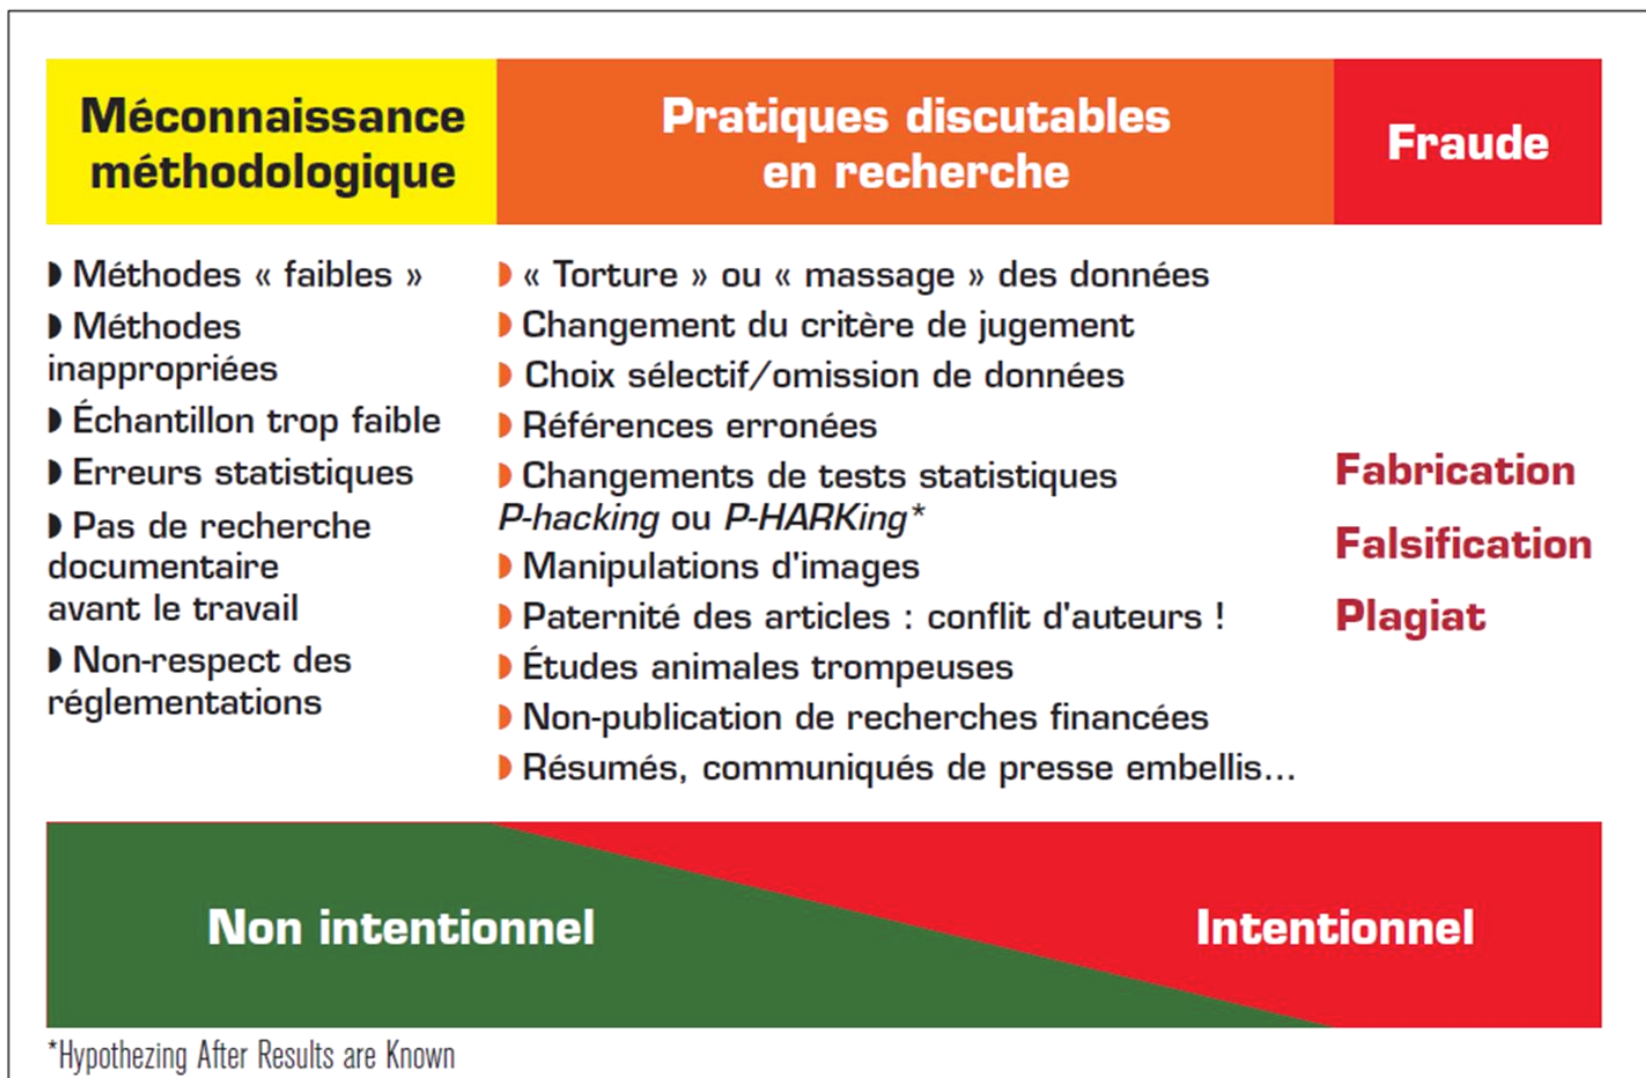 Méconnaissance
méthodologique
Pratiques discutables
en recherche
Fraude
◗ Méthodes « faibles »
◗ Méthodes
inappropriées
◗ Échantillon trop faible
◗ Erreurs statistiques
◗ Pas de recherche
documentaire
avant le travail
◗ Non-respect des
réglementations
◗ « Torture » ou « massage » des données
◗ Changement du critère de jugement
◗ Choix sélectif/omission de données
◗ Références erronées
◗ Changements de tests statistiques
P-hacking ou P-HARKing*
◗ Manipulations d'images
◗ Paternité des articles : conflit d'auteurs !
◗ Études animales trompeuses
◗ Non-publication de recherches financées
◗ Résumés, communiqués de presse embellis...
Fabrication
Falsification
Plagiat
Non intentionnel
Intentionnel
*Hypothezing After Results are Known